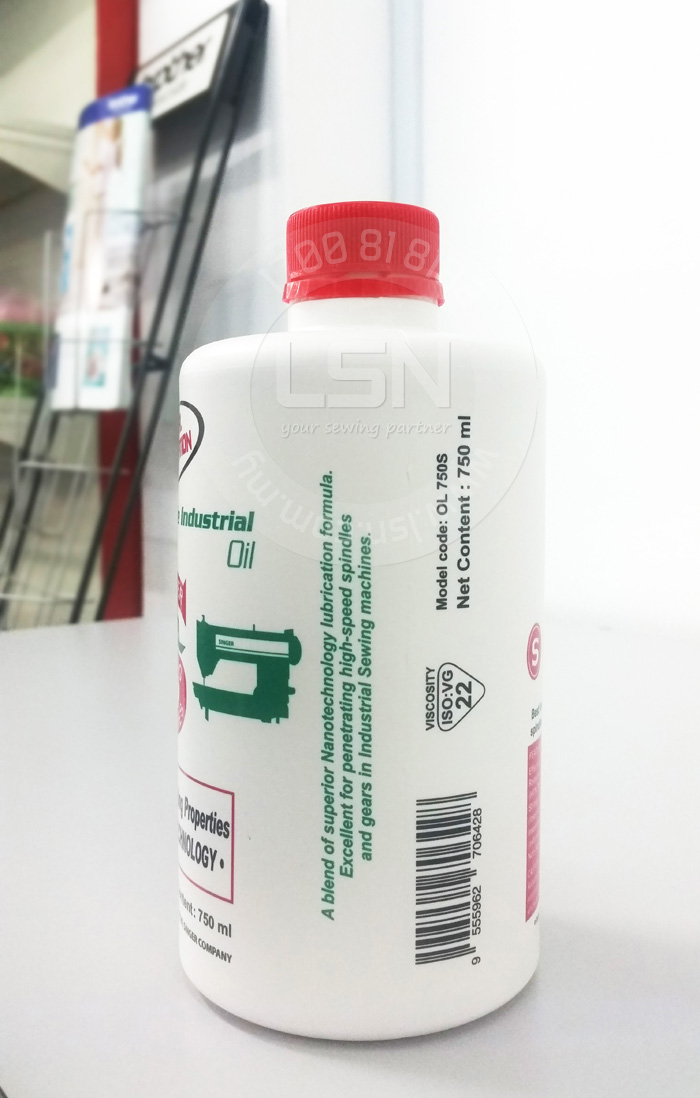 brother
1 00 81 8
LSN
your sewing partner
Industrial
Oil
SINGER
A blend of superior Nanotechnology lubrication formula.
Excellent for penetrating high-speed spindles
and gears in Industrial Sewing machines.
Model code: OL 750S
Net Content : 750 ml
VISCOSITY
ISO:VG
22
9 555962 706428
Properties
: 750 ml
SINGER COMPANY
S